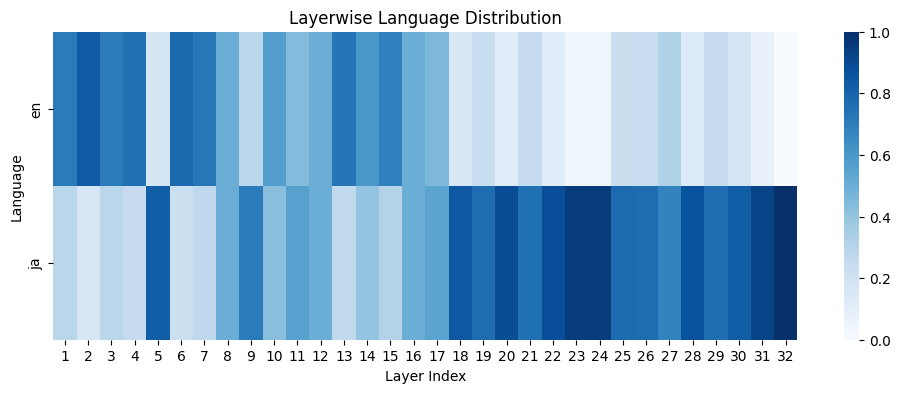 Layerwise Language Distribution
Language
en
ja
1 2 3 4 5 6 7 8 9 10 11 12 13 14 15 16 17 18 19 20 21 22 23 24 25 26 27 28 29 30 31 32
Layer Index
1.0
0.8
0.6
0.4
0.2
0.0